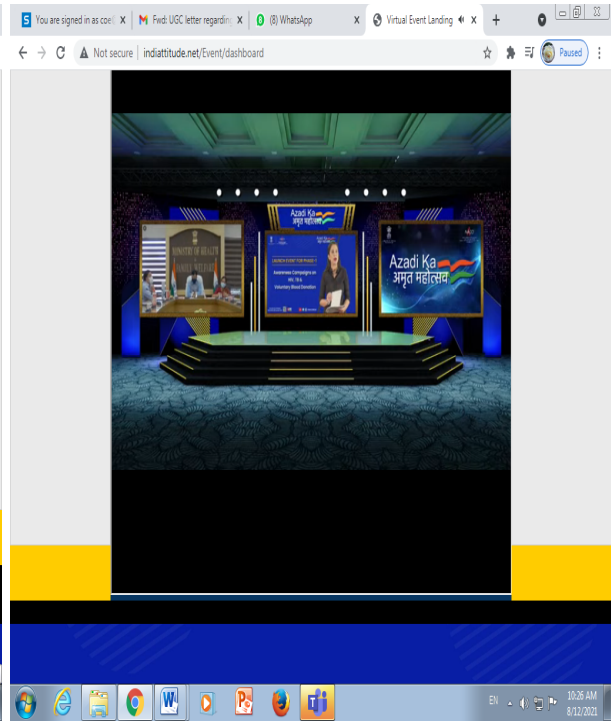 S You are signed in as coe
M Fwd: UGC letter regarding
(8) WhatsApp
Virtual Event Landing
Not secure | indiattitude.net/Event/dashboard
Paused
Azadi Ka
अमृत महोत्सव
MINISTRY OF HEALTH
LAUNCH EVENT FOR PHASE
Awareness Campaigns on
HIV, TB &
Voluntary Blood Donation
Azadi Ka
अमृत महोत्सव
EN
10:26 AM
8/12/2021